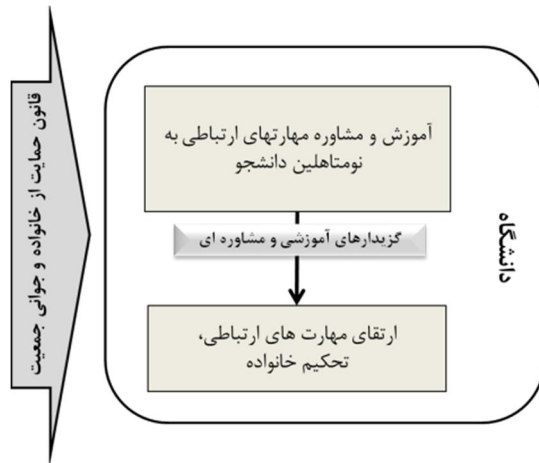 قانون حمایت از خانواده و جوانی جمعیت
آموزش و مشاوره مهارتهای ارتباطی به
نومتاهلین دانشجو
گزیدارهای آموزشی و مشاوره ای
ارتقای مهارت های ارتباطی،
تحکیم خانواده
دانشگاه